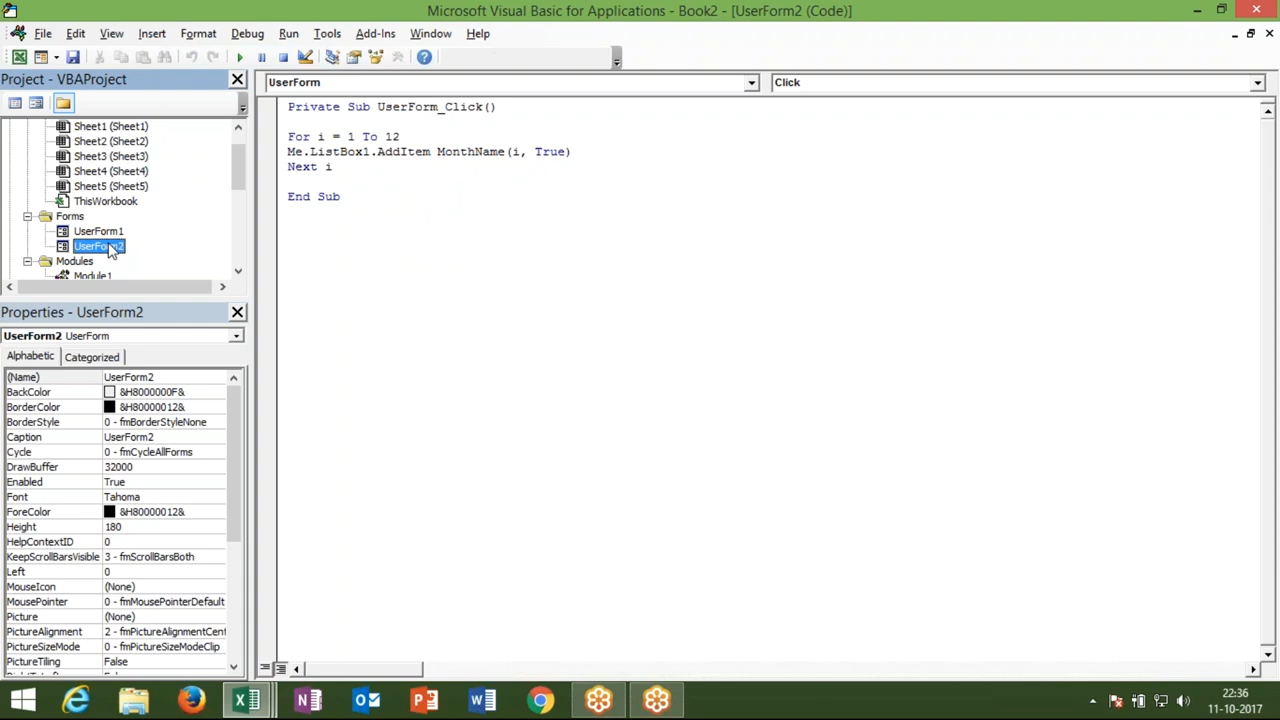 Microsoft Visual Basic for Applications - Book2 - [UserForm2 (Code)]
File Edit View Insert Format Debug Run Tools Add-Ins Window Help
Project - VBAProject
UserForm
Click
Sheet1 (Sheet1)
Sheet2 (Sheet2)
Sheet3 (Sheet3)
Sheet4 (Sheet4)
Sheet5 (Sheet5)
ThisWorkbook
Forms
UserForm1
UserForm2
Modules
Module1
Private Sub UserForm_Click()
For i = 1 To 12
Me.ListBox1.AddItem MonthName(i, True)
Next i
End Sub
Properties - UserForm2
UserForm2 UserForm
Alphabetic Categorized
(Name) UserForm2
BackColor &H8000000F&
BorderColor &H80000012&
BorderStyle 0 - fmBorderStyleNone
Caption UserForm2
Cycle 0 - fmCycleAllForms
DrawBuffer 32000
Enabled True
Font Tahoma
ForeColor &H80000012&
Height 180
HelpContextID 0
KeepScrollBarsVisible 3 - fmScrollBarsBoth
Left 0
MouseIcon (None)
MousePointer 0 - fmMousePointerDefault
Picture (None)
PictureAlignment 2 - fmPictureAlignmentCent
PictureSizeMode 0 - fmPictureSizeModeClip
PictureTiling False
22:36
11-10-2017